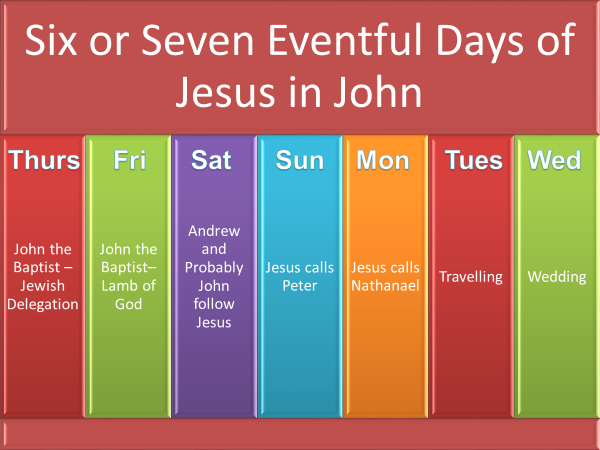 Six or Seven Eventful Days of
Jesus in John
Thurs
Fri
Sat
Sun
Mon
Tues
Wed
John the
Baptist –
Jewish
Delegation
John the
Baptist–
Lamb of
God
Andrew
and
Probably
John
follow
Jesus
Jesus calls
Peter
Jesus calls
Nathanael
Travelling
Wedding